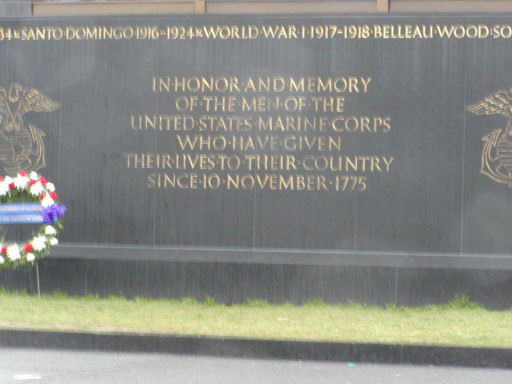 SANTO DOMINGO 1916-1924 ★ WORLD WAR I 1917-1918 BELLEAU WOOD SO
IN HONOR AND MEMORY
OF THE MEN OF THE
UNITED STATES MARINE CORPS
WHO HAVE GIVEN
THEIR LIVES TO THEIR COUNTRY
SINCE 10 NOVEMBER 1775